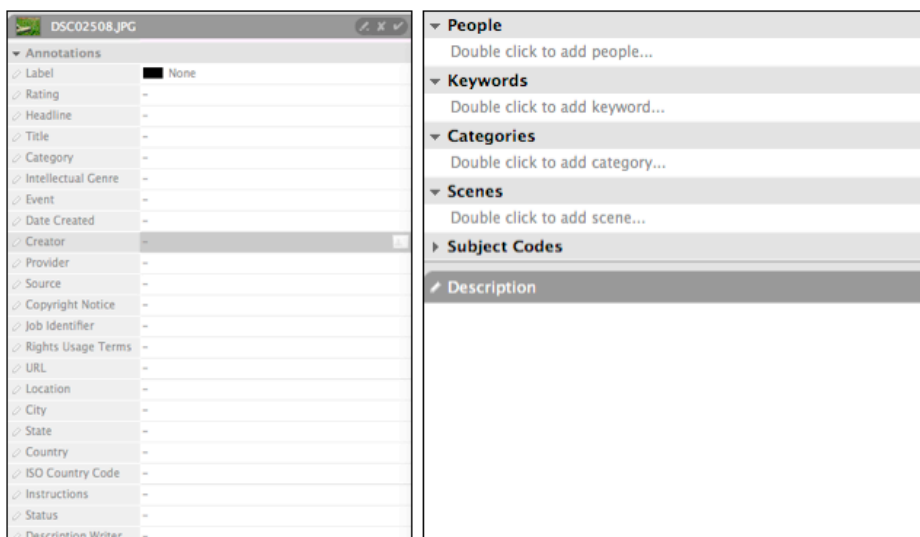 DSC02508.JPG
Annotations
Label None
Rating -
Headline -
Title -
Category -
Intellectual Genre -
Event -
Date Created -
Creator -
Provider -
Source -
Copyright Notice -
Job Identifier -
Rights Usage Terms -
URL -
Location -
City -
State -
Country -
ISO Country Code -
Instructions -
Status -
Description Writer -
People
Double click to add people...
Keywords
Double click to add keyword...
Categories
Double click to add category...
Scenes
Double click to add scene...
Subject Codes
Description